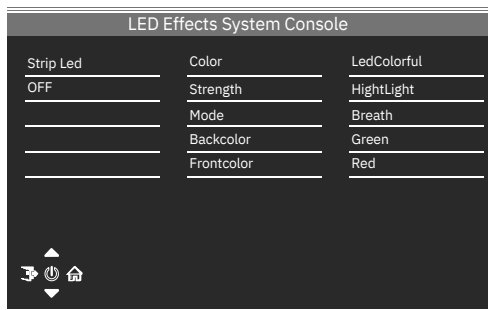 LED Effects System Console
Strip Led Color LedColorful
OFF Strength HightLight
Mode Breath
Backcolor Green
Frontcolor Red